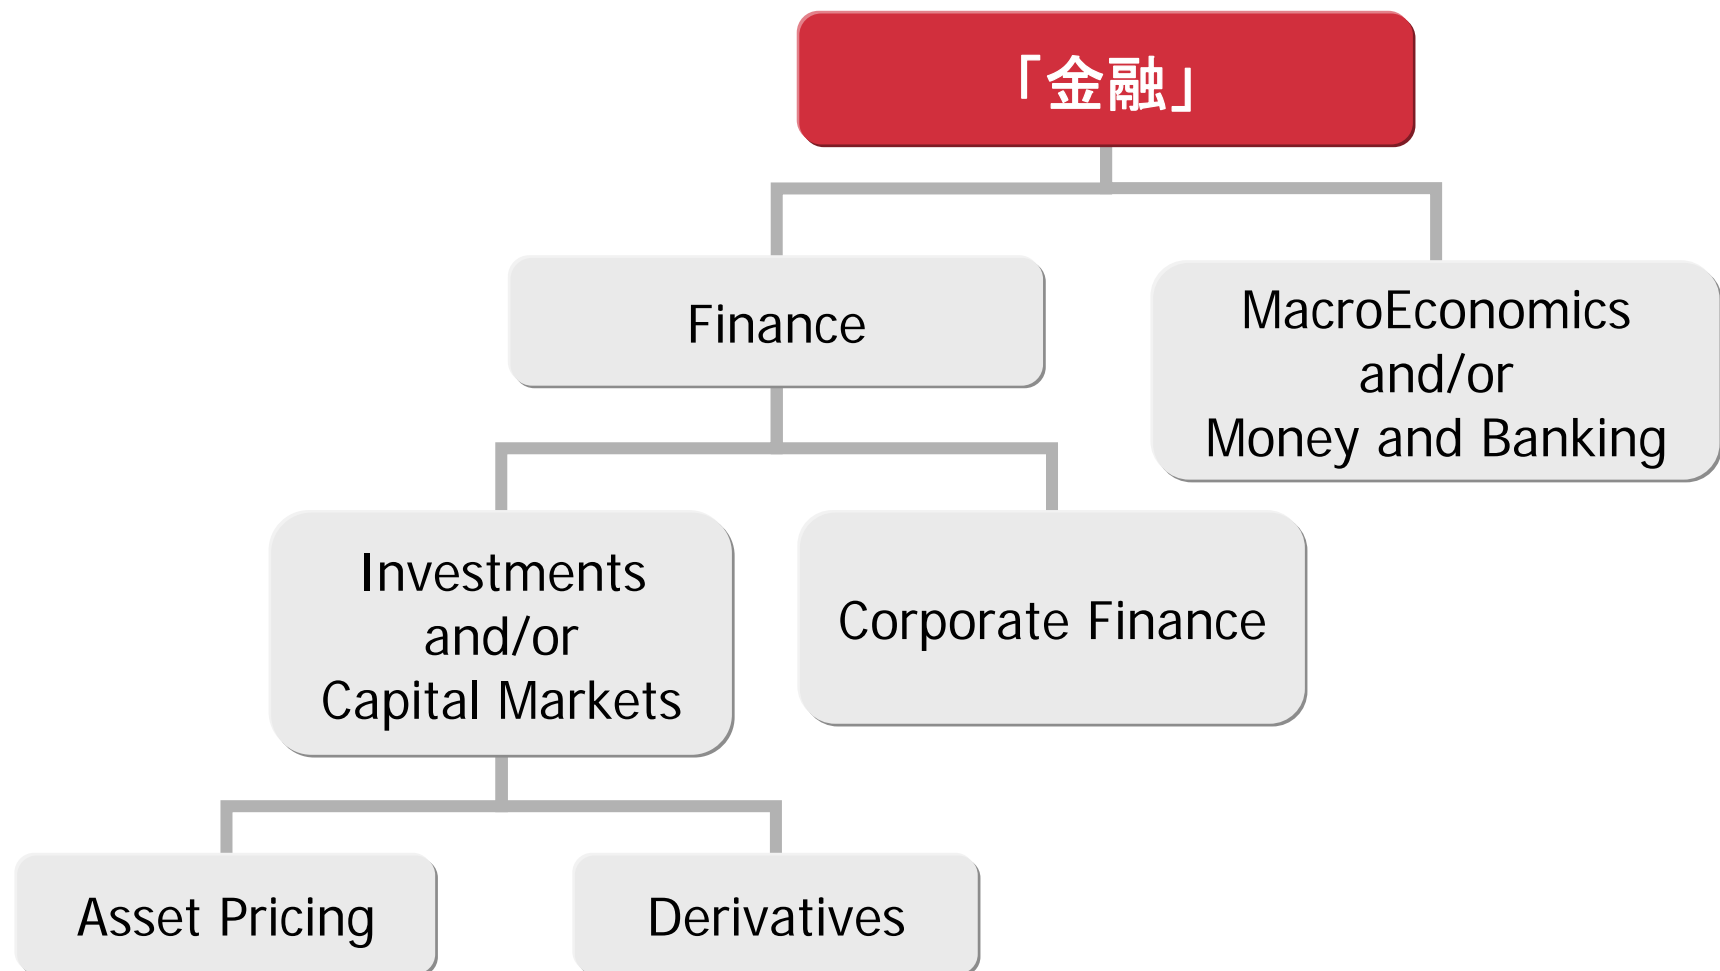 「金融」
Finance
MacroEconomics
and/or
Money and Banking
Investments
and/or
Capital Markets
Corporate Finance
Asset Pricing
Derivatives